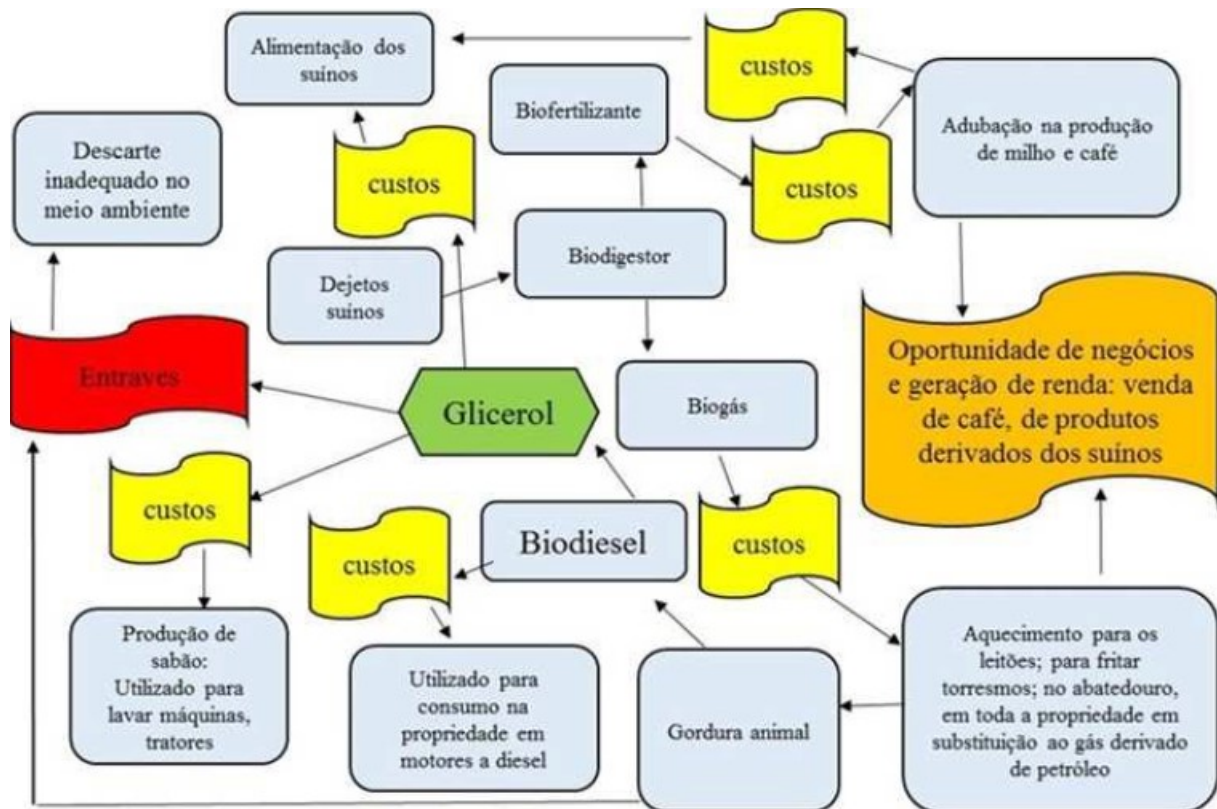 Alimentação dos
suínos
custos
Biofertilizante
Adubação na produção
de milho e café
Descarte
inadequado no
meio ambiente
custos
custos
Dejetos
suínos
Biodigestor
Entraves
Glicerol
Biogás
Oportunidade de negócios
e geração de renda: venda
de café, de produtos
derivados dos suínos
custos
custos
Biodiesel
custos
Produção de
sabão:
Utilizado para
lavar máquinas,
tratores
Utilizado para
consumo na
propriedade em
motores a diesel
Gordura animal
Aquecimento para os
leitões; para fritar
torresmos; no abatedouro,
em toda a propriedade em
substituição ao gás derivado
de petróleo